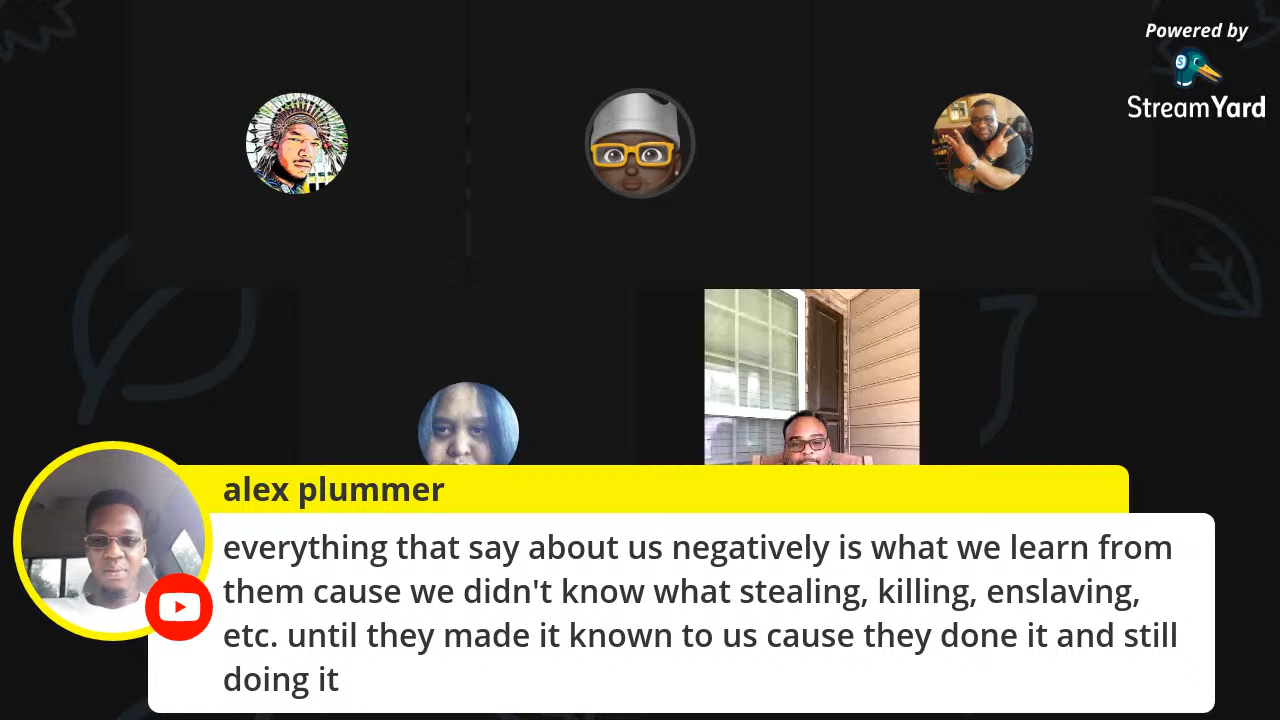 Powered by
StreamYard
alex plummer
everything that say about us negatively is what we learn from
them cause we didn't know what stealing, killing, enslaving,
etc. until they made it known to us cause they done it and still
doing it